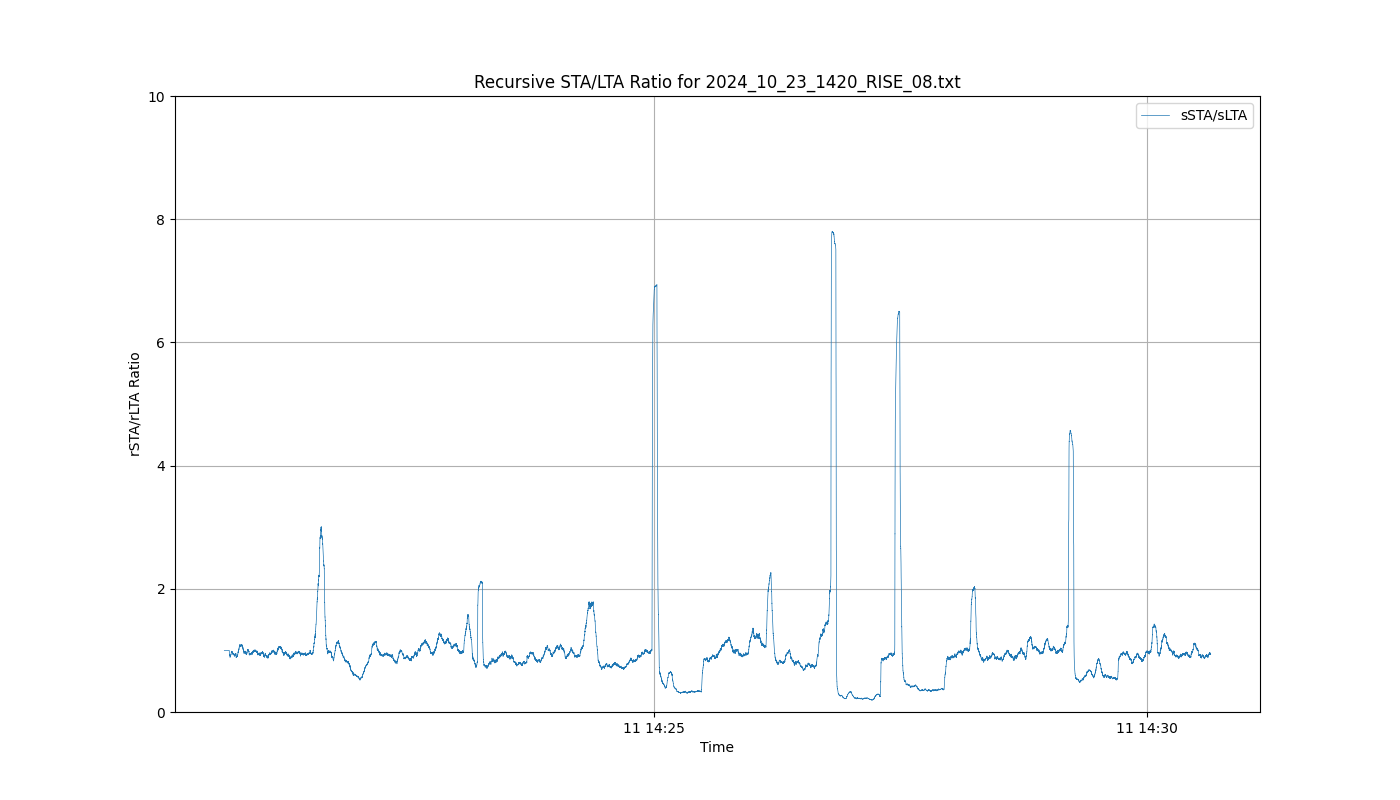 Recursive STA/LTA Ratio for 2024_10_23_1420_RISE_08.txt
10
sSTA/sLTA
8
6
rSTA/rLTA Ratio
4
2
0
11 14:25
11 14:30
Time